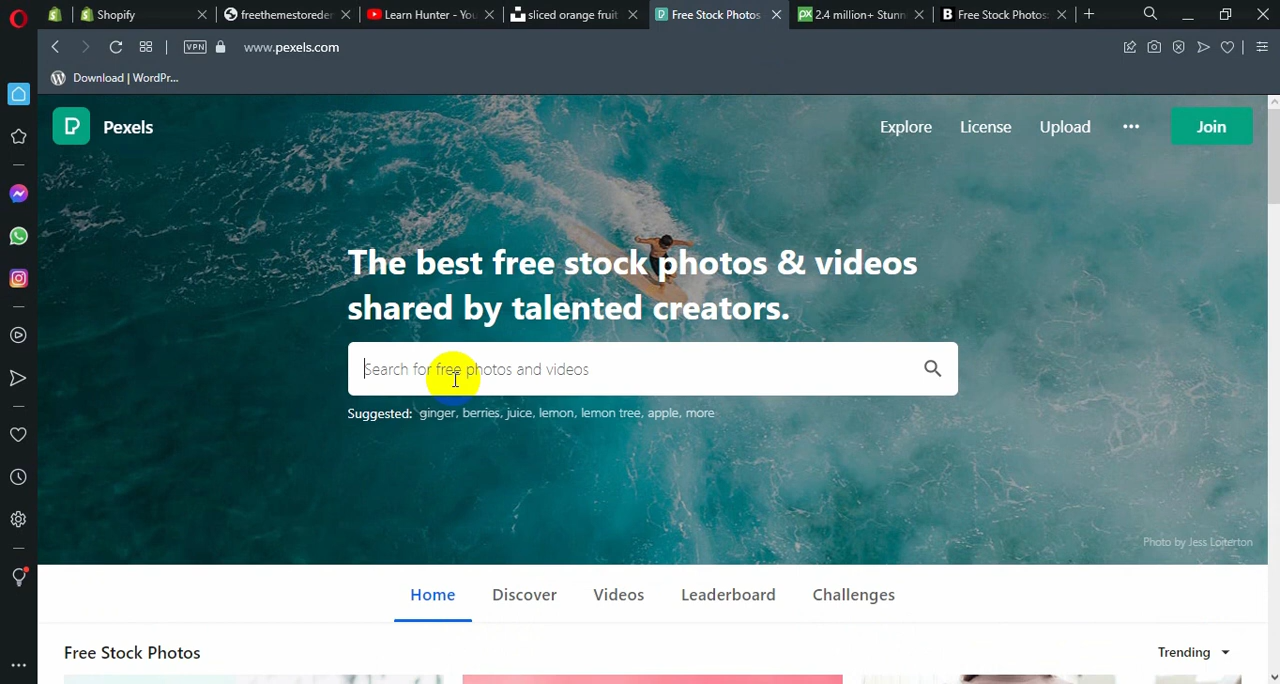 Shopify
freethemestoreder
Learn Hunter - You
sliced orange fruit
Free Stock Photos
2.4 million+ Stunn
Free Stock Photos:
VPN
www.pexels.com
Download | WordPr...
Pexels
Explore
License
Upload
Join
The best free stock photos & videos
shared by talented creators.
Search for free photos and videos
Suggested: ginger, berries, juice, lemon, lemon tree, apple, more
Photo by Jess Loiterton
Home
Discover
Videos
Leaderboard
Challenges
Free Stock Photos
Trending